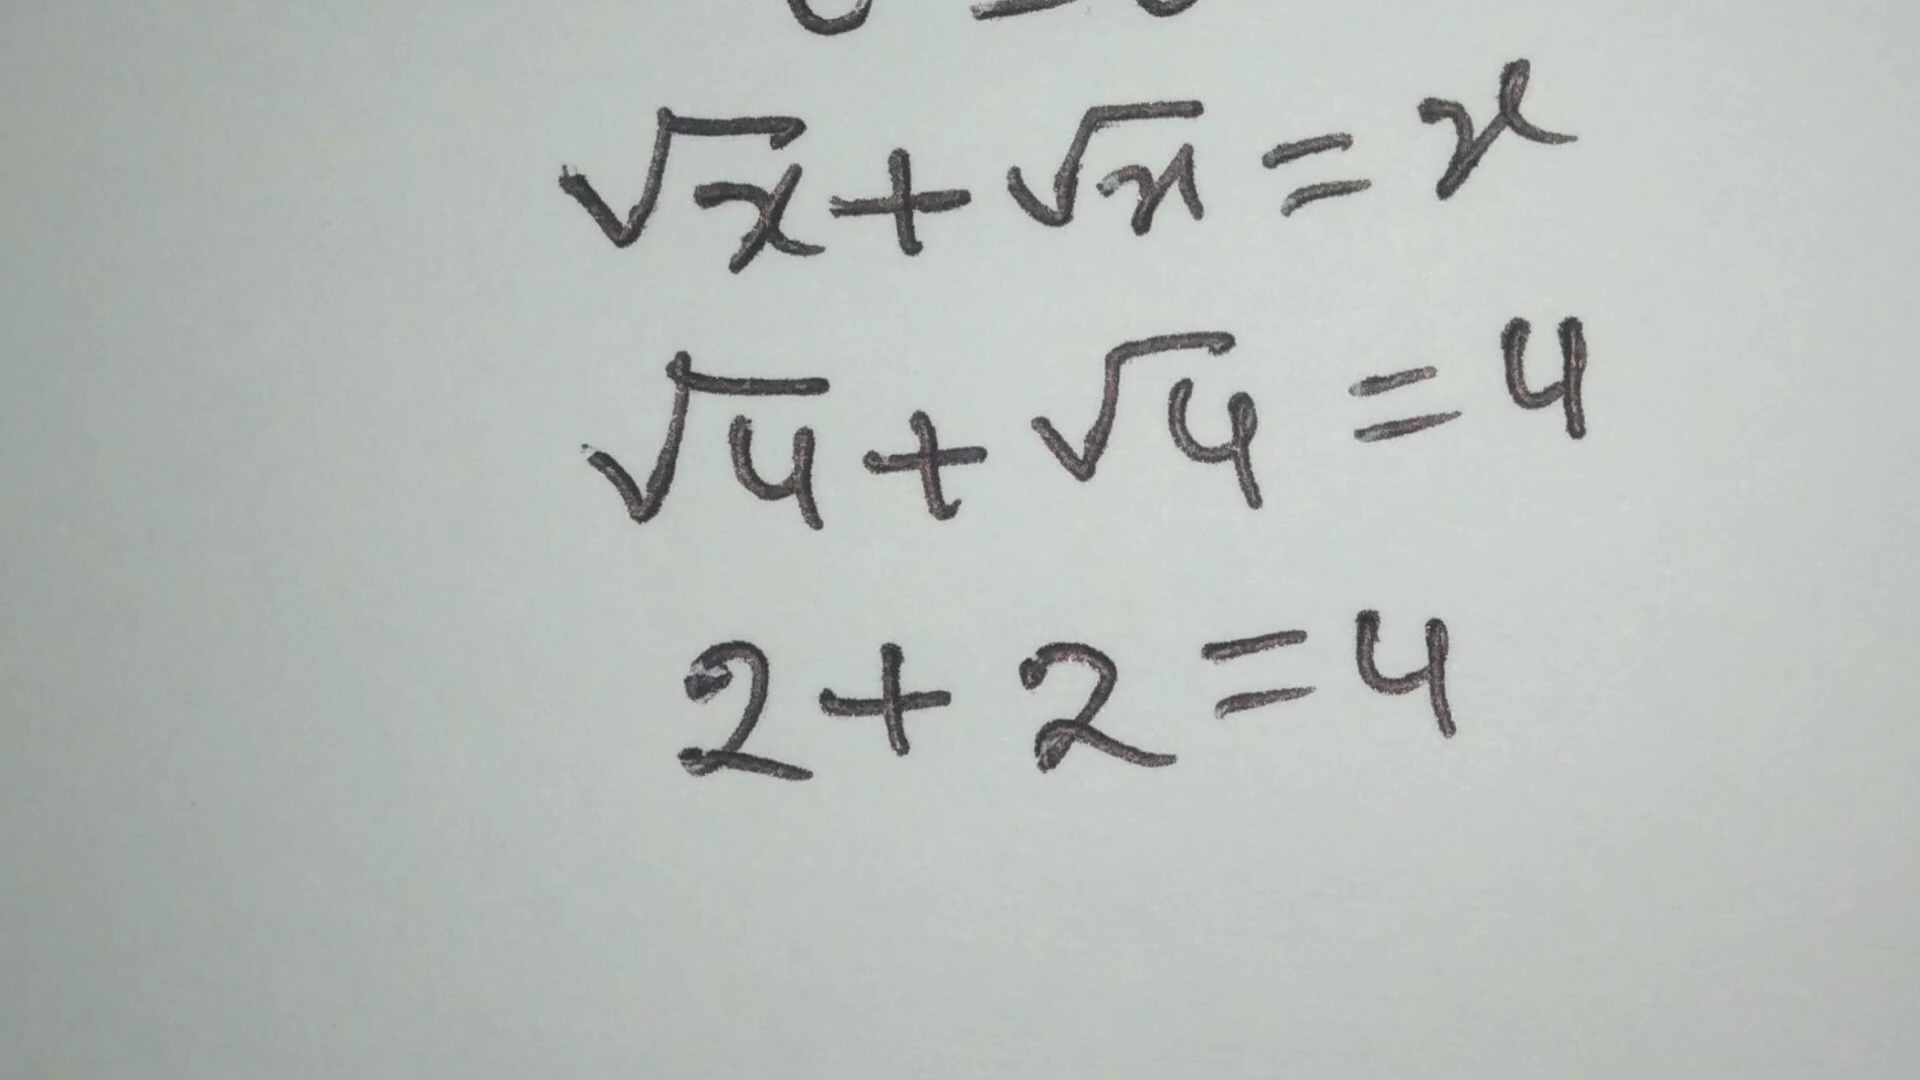 √x + √x = x
√4 + √4 = 4
2 + 2 = 4